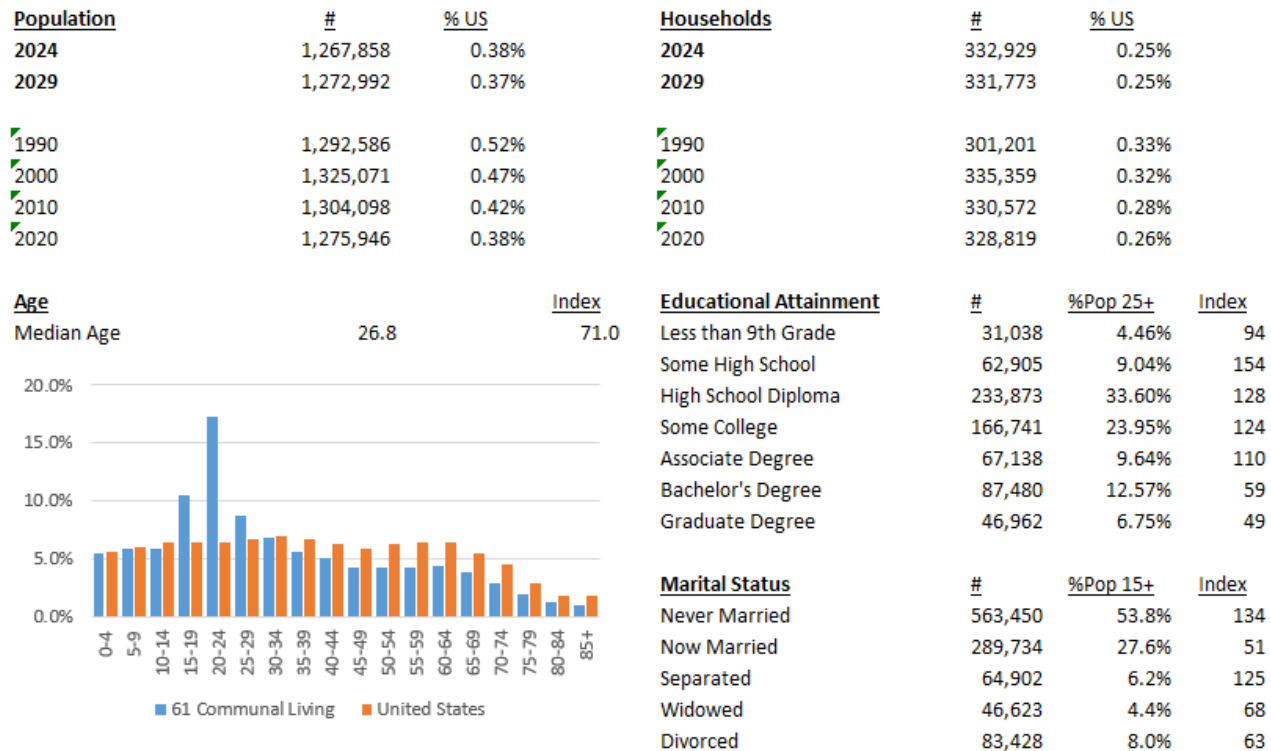 Population # % US
2024 1,267,858 0.38%
2029 1,272,992 0.37%
1990 1,292,586 0.52%
2000 1,325,071 0.47%
2010 1,304,098 0.42%
2020 1,275,946 0.38%
Households # % US
2024 332,929 0.25%
2029 331,773 0.25%
1990 301,201 0.33%
2000 335,359 0.32%
2010 330,572 0.28%
2020 328,819 0.26%
Age Index
Median Age 26.8 71.0
20.0%
15.0%
10.0%
5.0%
0.0%
0-4 5-9 10-14 15-19 20-24 25-29 30-34 35-39 40-44 45-49 50-54 55-59 60-64 65-69 70-74 75-79 80-84 85+
61 Communal Living United States
Educational Attainment # %Pop 25+ Index
Less than 9th Grade 31,038 4.46% 94
Some High School 62,905 9.04% 154
High School Diploma 233,873 33.60% 128
Some College 166,741 23.95% 124
Associate Degree 67,138 9.64% 110
Bachelor's Degree 87,480 12.57% 59
Graduate Degree 46,962 6.75% 49
Marital Status # %Pop 15+ Index
Never Married 563,450 53.8% 134
Now Married 289,734 27.6% 51
Separated 64,902 6.2% 125
Widowed 46,623 4.4% 68
Divorced 83,428 8.0% 63